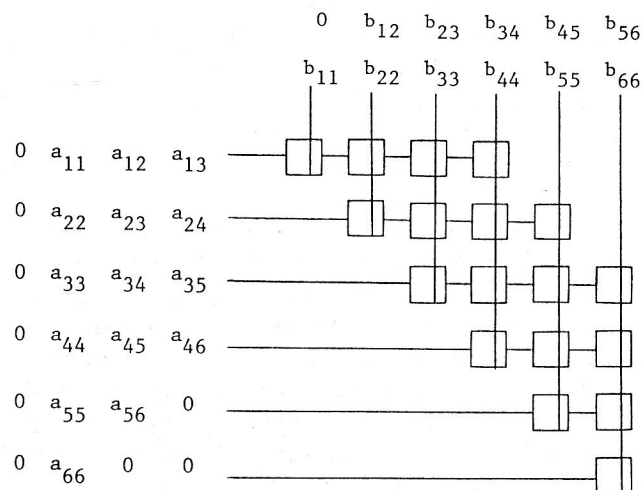 0 b12 b23 b34 b45 b56
b11 b22 b33 b44 b55 b66
0 a11 a12 a13
0 a22 a23 a24
0 a33 a34 a35
0 a44 a45 a46
0 a55 a56 0
0 a66 0 0